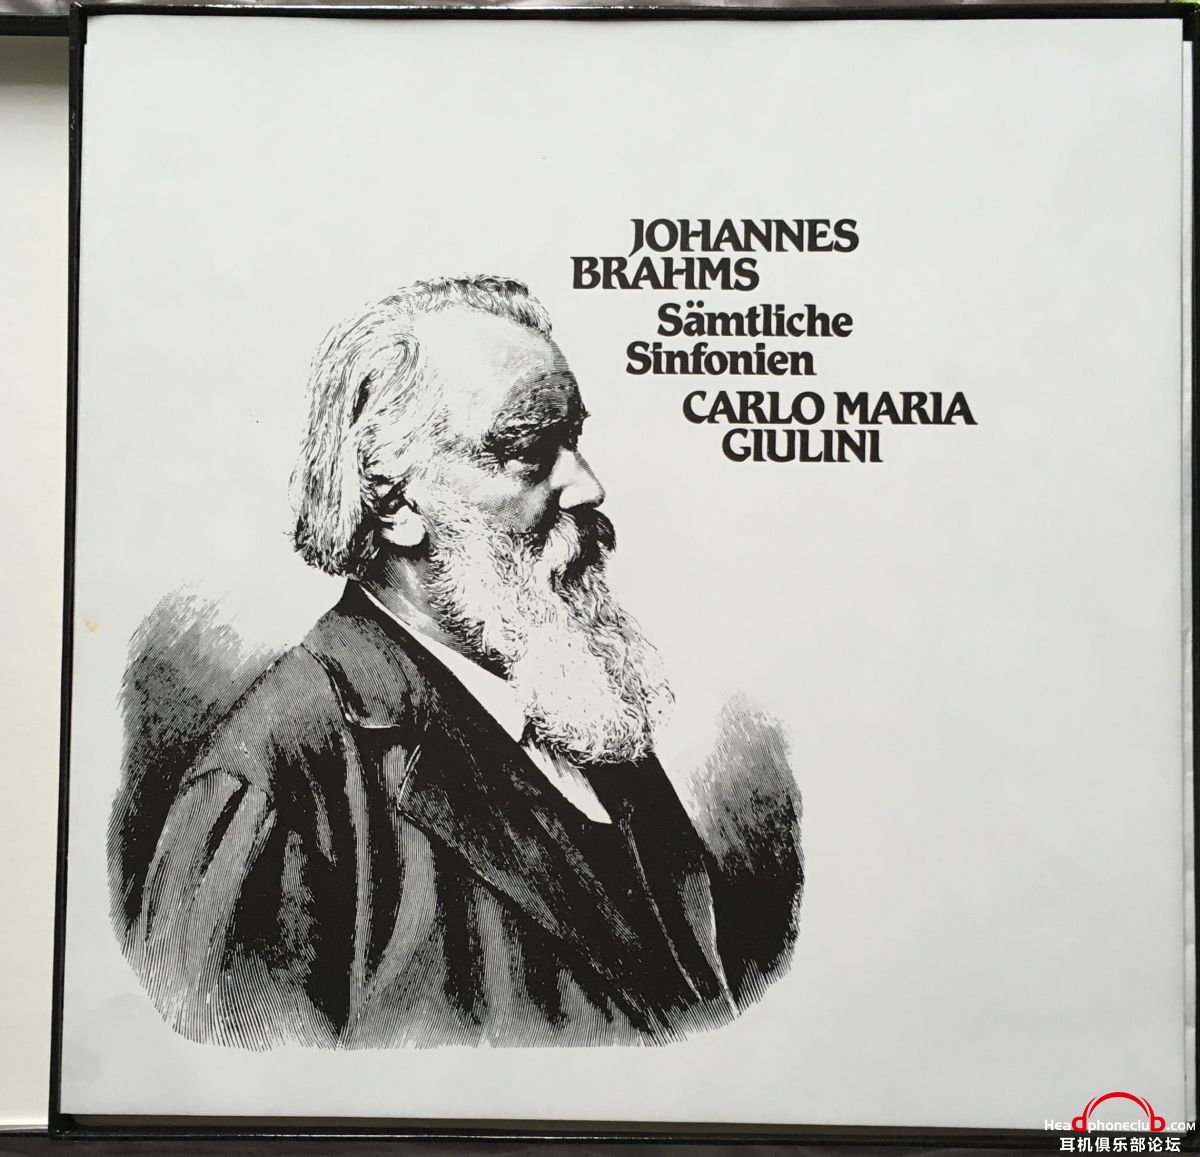 JOHANNES
BRAHMS
Sämtliche
Sinfonien
CARLO MARIA
GIULINI
Headphoneclub.com
耳机俱乐部论坛